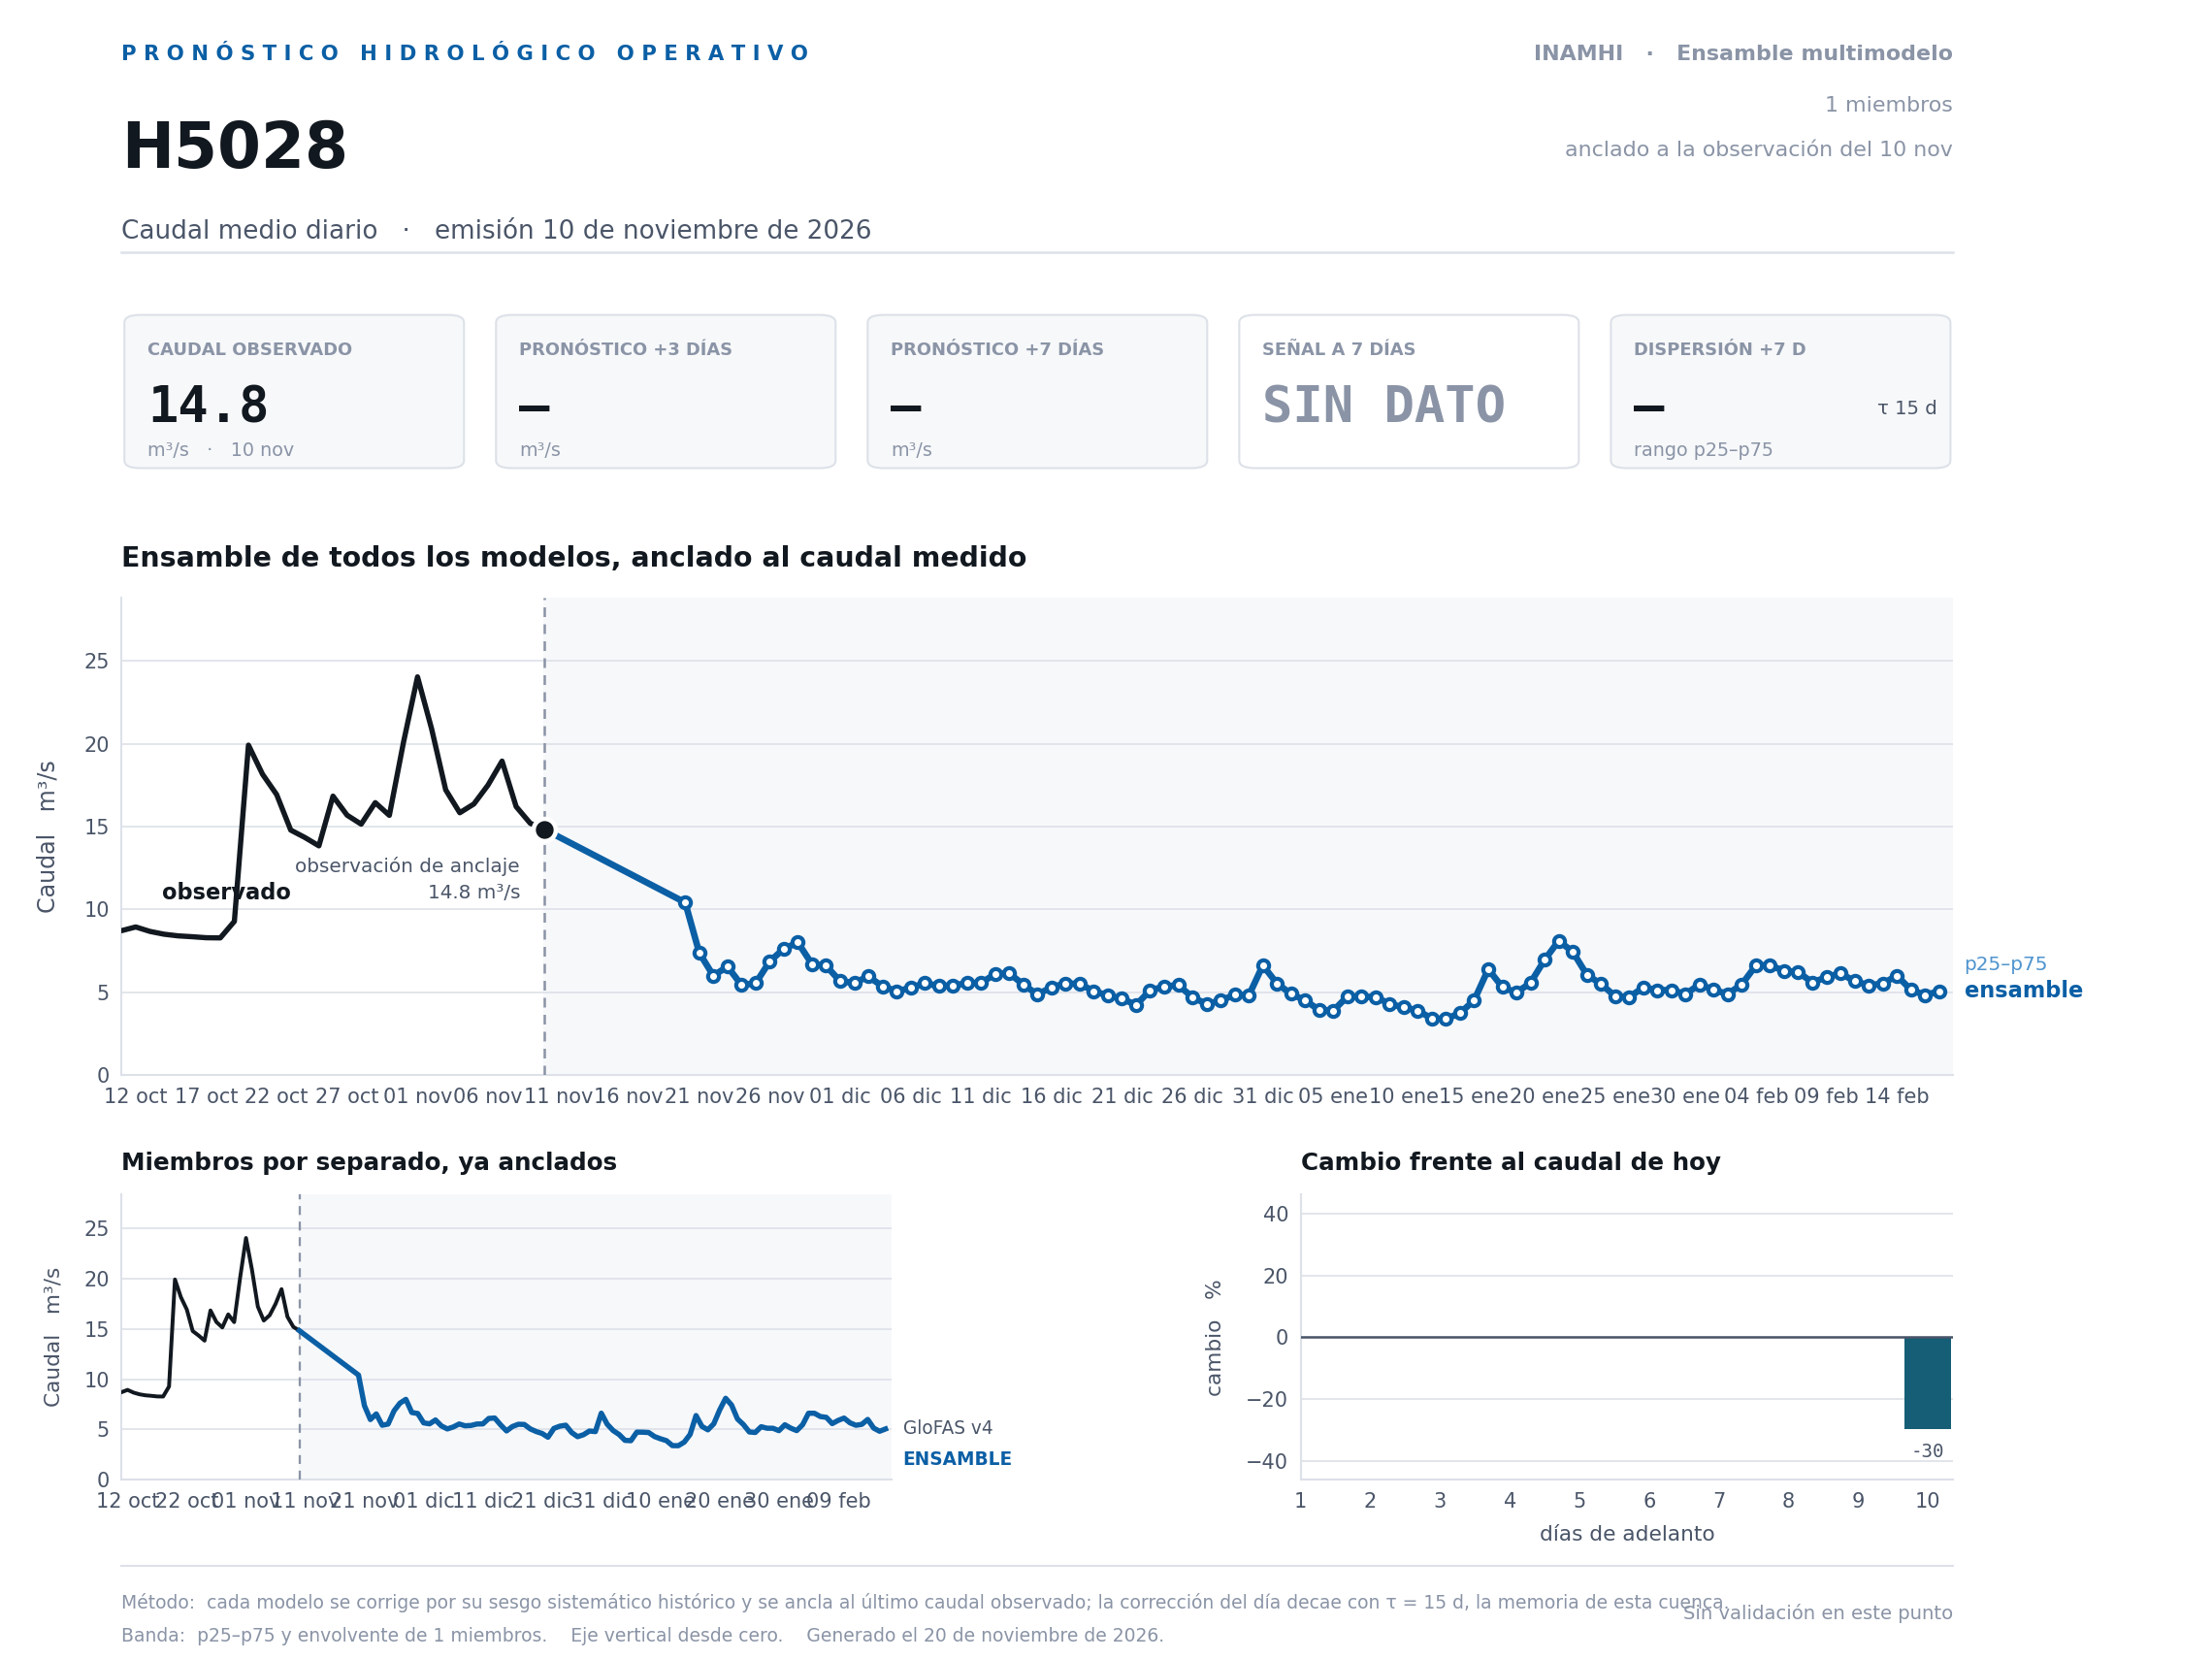 PRONÓSTICO HIDROLÓGICO OPERATIVO
INAMHI · Ensamble multimodelo
1 miembros
H5028
anclado a la observación del 10 nov
Caudal medio diario · emisión 10 de noviembre de 2026
CAUDAL OBSERVADO
14.8
m³/s · 10 nov
PRONÓSTICO +3 DÍAS
—
m³/s
PRONÓSTICO +7 DÍAS
—
m³/s
SEÑAL A 7 DÍAS
SIN DATO
DISPERSIÓN +7 D
— τ 15 d
rango p25–p75
Ensamble de todos los modelos, anclado al caudal medido
Caudal m³/s
25
20
15
10
5
0
observación de anclaje
14.8 m³/s
observado
p25–p75
ensamble
12 oct 17 oct 22 oct 27 oct 01 nov 06 nov 11 nov 16 nov 21 nov 26 nov 01 dic 06 dic 11 dic 16 dic 21 dic 26 dic 31 dic 05 ene 10 ene 15 ene 20 ene 25 ene 30 ene 04 feb 09 feb 14 feb
Miembros por separado, ya anclados
Caudal m³/s
25
20
15
10
5
0
GloFAS v4
ENSAMBLE
12 oct 22 oct 01 nov 11 nov 21 nov 01 dic 11 dic 21 dic 31 dic 10 ene 20 ene 30 ene 09 feb
Cambio frente al caudal de hoy
cambio %
40
20
0
−20
−40
-30
1 2 3 4 5 6 7 8 9 10
días de adelanto
Método: cada modelo se corrige por su sesgo sistemático histórico y se ancla al último caudal observado; la corrección del día decae con τ = 15 d, la memoria de esta cuenca.
Sin validación en este punto
Banda: p25–p75 y envolvente de 1 miembros. Eje vertical desde cero. Generado el 20 de noviembre de 2026.